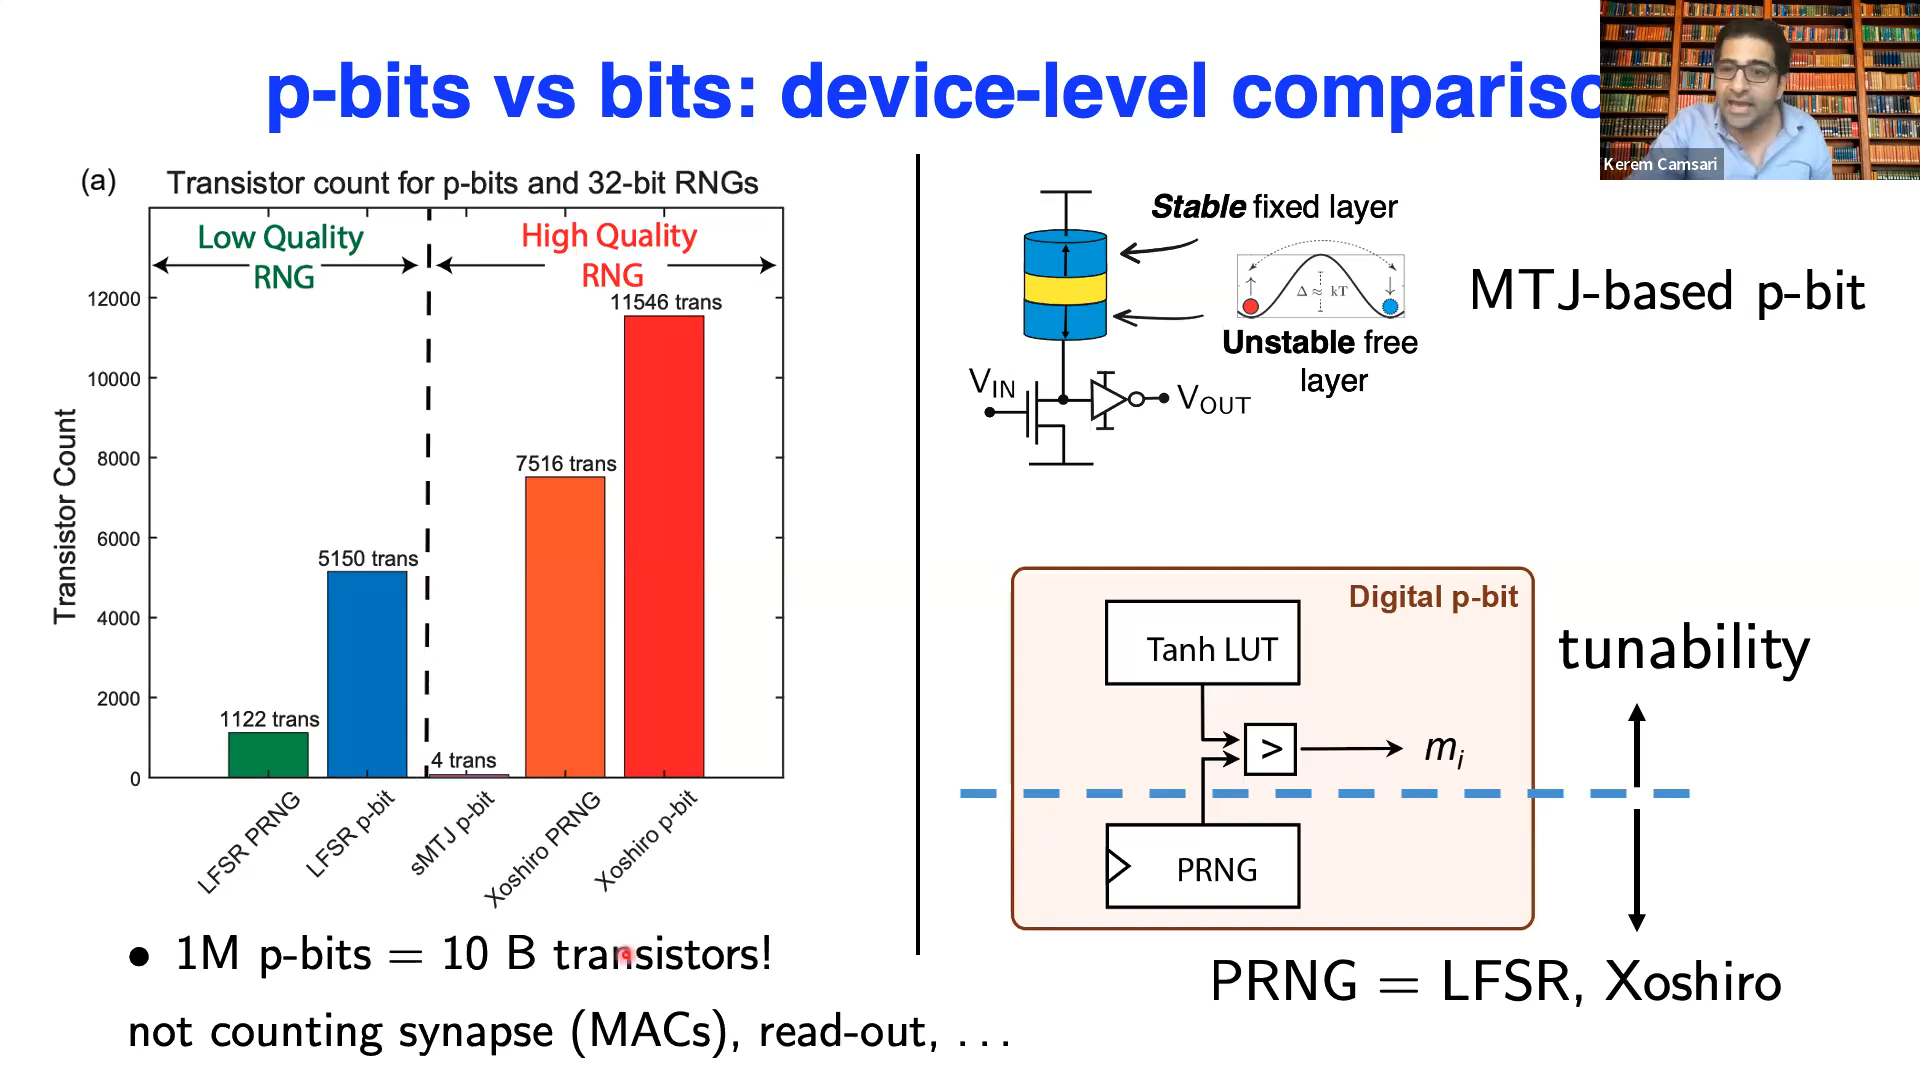 p-bits vs bits: device-level compariso
Kerem Camsari
(a)
Transistor count for p-bits and 32-bit RNGs
Low Quality
RNG
High Quality
RNG
Transistor Count
12000
10000
8000
6000
4000
2000
0
1122 trans
5150 trans
4 trans
7516 trans
11546 trans
LFSR PRNG
LFSR p-bit
sMTJ p-bit
Xoshiro PRNG
Xoshiro p-bit
• 1M p-bits = 10 B transistors!
not counting synapse (MACs), read-out, ...
Stable fixed layer
Δ ≈ kT
Unstable free
layer
MTJ-based p-bit
VIN
VOUT
Digital p-bit
Tanh LUT
>
mi
PRNG
tunability
PRNG = LFSR, Xoshiro